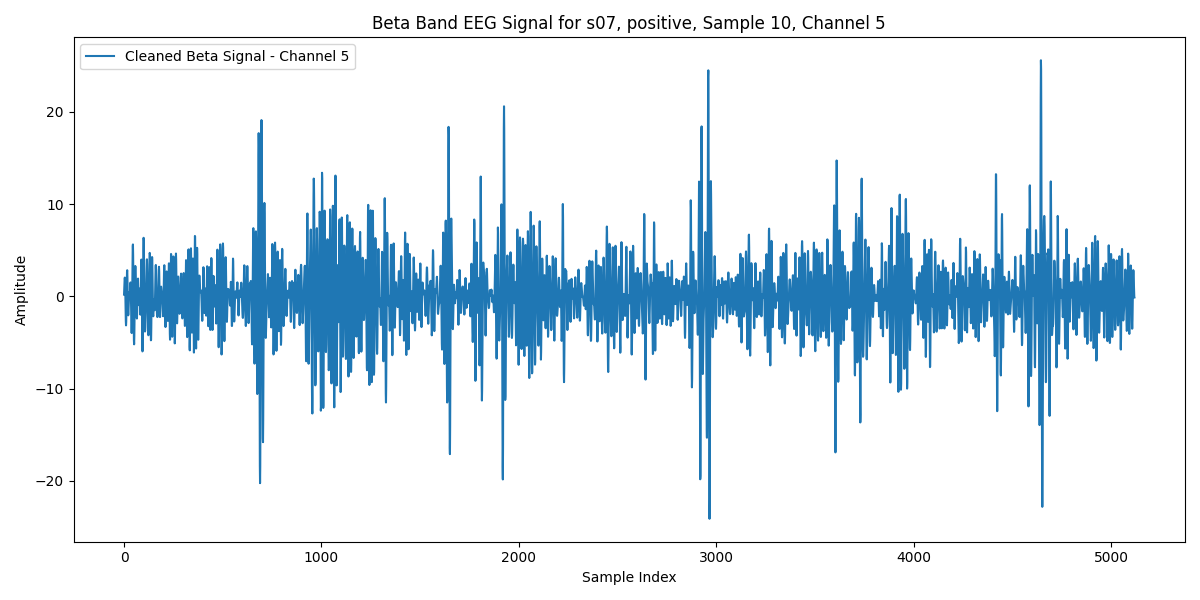 Beta Band EEG Signal for s07, positive, Sample 10, Channel 5
Cleaned Beta Signal - Channel 5
Amplitude
20
10
0
−10
−20
0 1000 2000 3000 4000 5000
Sample Index